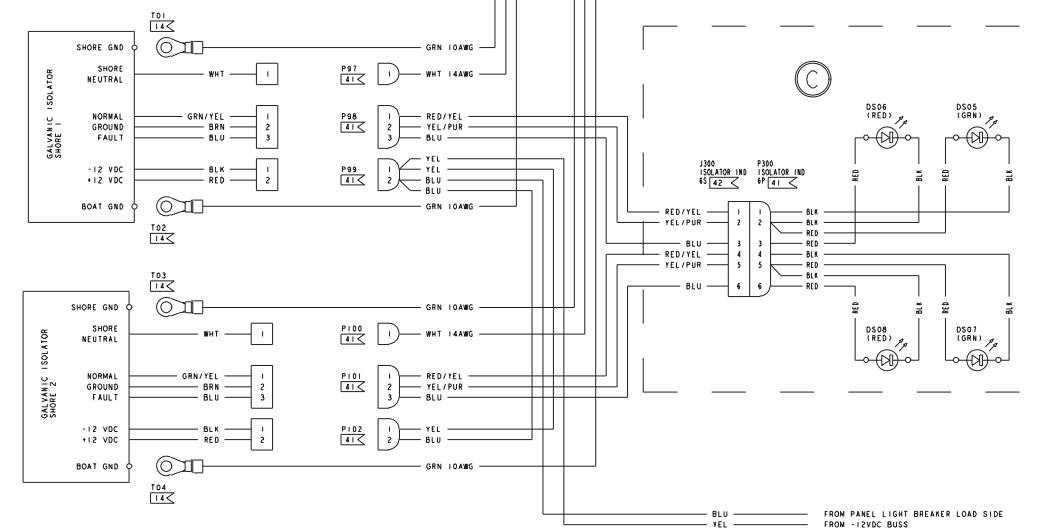 T01
14
GALVANIC ISOLATOR
SHORE 1
SHORE GND
GRN 10AWG
SHORE
NEUTRAL
WHT
1
P97
41
1
WHT 14AWG
NORMAL
GROUND
FAULT
GRN/YEL
BRN
BLU
1
2
3
P98
41
1
2
3
RED/YEL
YEL/PUR
BLU
-12 VDC
+12 VDC
BLK
RED
1
2
P99
41
1
2
YEL
YEL
BLU
BLU
BOAT GND
GRN 10AWG
T02
14
T03
14
GALVANIC ISOLATOR
SHORE 2
SHORE GND
GRN 10AWG
SHORE
NEUTRAL
WHT
1
P100
41
1
WHT 14AWG
NORMAL
GROUND
FAULT
GRN/YEL
BRN
BLU
1
2
3
P101
41
1
2
3
RED/YEL
YEL/PUR
BLU
-12 VDC
+12 VDC
BLK
RED
1
2
P102
41
1
2
YEL
BLU
BOAT GND
GRN 10AWG
T04
14
C
DS06
(RED)
DS05
(GRN)
RED
BLK
RED
BLK
J300
ISOLATOR IND
6S 42
P300
ISOLATOR IND
6P 41
RED/YEL 1 1 BLK
YEL/PUR 2 2 BLK
RED
BLU 3 3 RED
RED/YEL 4 4 BLK
YEL/PUR 5 5 RED
BLK
BLU 6 6 RED
RED
BLK
RED
BLK
DS08
(RED)
DS07
(GRN)
BLU FROM PANEL LIGHT BREAKER LOAD SIDE
YEL FROM -12VDC BUSS